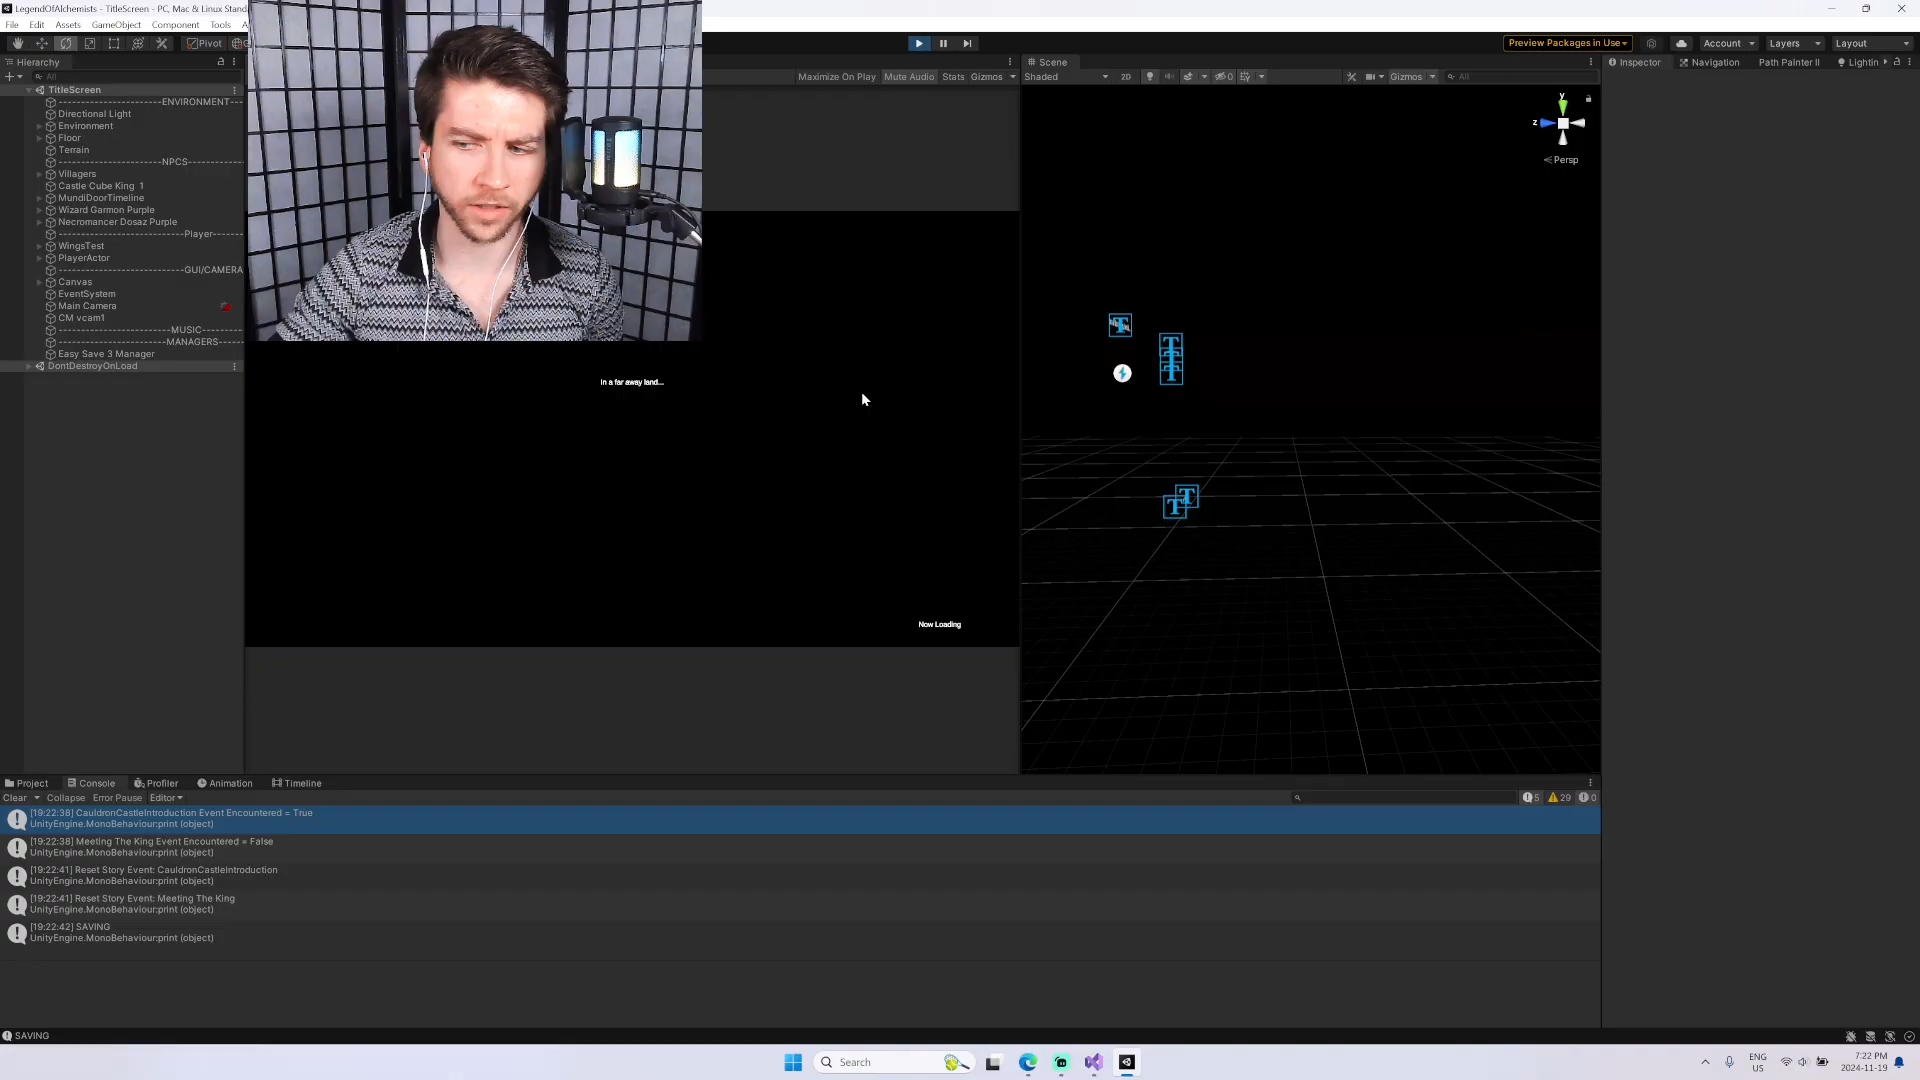 LegendOfAlchemists - TitleScreen - PC, Mac & Linux Stand
File Edit Assets GameObject Component Tools
Pivot
Preview Packages in Use
Account Layers Layout
Hierarchy
All
TitleScreen
--------------------------ENVIRONMENT---
Directional Light
Environment
Floor
Terrain
--------------------------NPCS--------------
Villagers
Castle Cube King 1
MundiDoorTimeline
Wizard Garmon Purple
Necromancer Dosaz Purple
-------------------------------Player---------
WingsTest
PlayerActor
-------------------------------GUI/CAMERA
Canvas
EventSystem
Main Camera
CM vcam1
----------------------------MUSIC--------
---------------------------MANAGERS---
Easy Save 3 Manager
DontDestroyOnLoad
Maximize On Play Mute Audio Stats Gizmos
In a far away land...
Now Loading
Scene
Shaded 2D Gizmos All
y
z
Persp
Inspector Navigation Path Painter II Lightin
Project Console Profiler Animation Timeline
Clear Collapse Error Pause Editor
5 29 0
[19:22:38] CauldronCastleIntroduction Event Encountered = True
UnityEngine.MonoBehaviour:print (object)
[19:22:38] Meeting The King Event Encountered = False
UnityEngine.MonoBehaviour:print (object)
[19:22:41] Reset Story Event: CauldronCastleIntroduction
UnityEngine.MonoBehaviour:print (object)
[19:22:41] Reset Story Event: Meeting The King
UnityEngine.MonoBehaviour:print (object)
[19:22:42] SAVING
UnityEngine.MonoBehaviour:print (object)
SAVING
Search
ENG
US
7:22 PM
2024-11-19